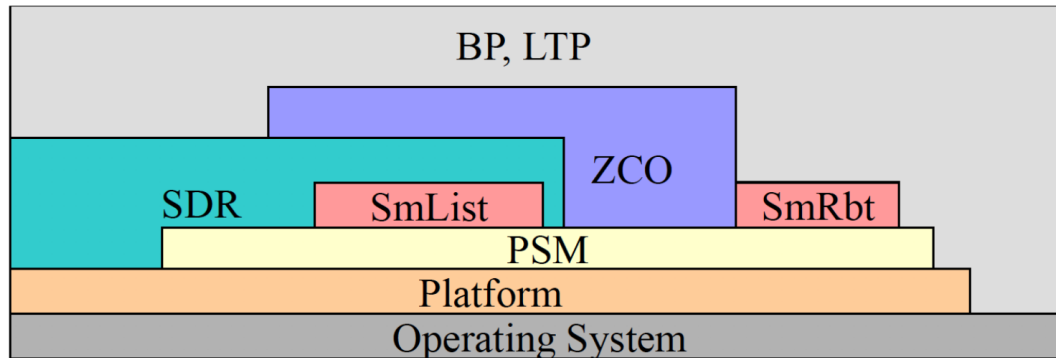 BP, LTP
ZCO
SDR
SmList
SmRbt
PSM
Platform
Operating System